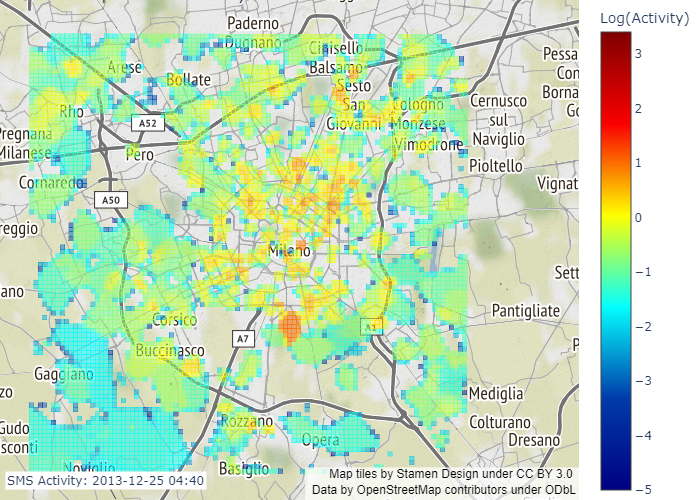 Log(Activity)
3
2
1
0
−1
−2
−3
−4
−5
Paderno
Dugnano
Cinisello
Balsamo
Arese
Bollate
Sesto
San
Giovanni
Cologno
Monzese
Cernusco
sul
Naviglio
Pessa
Con
Borna
Go
Rho
A52
Pregnana
Milanese
Pero
Vimodrone
Pioltello
Cornaredo
A50
Vignat
reggio
Milano
Sett
ano
Pantigliate
Corsico
A1
A7
Buccinasco
P
Gaggiano
zo
Mediglia
Rozzano
Colturano
Gudo
Dresano
sconti
Opera
Noviglio
Basiglio
SMS Activity: 2013-12-25 04:40
Map tiles by Stamen Design under CC BY 3.0
Data by OpenStreetMap contributors under ODbL